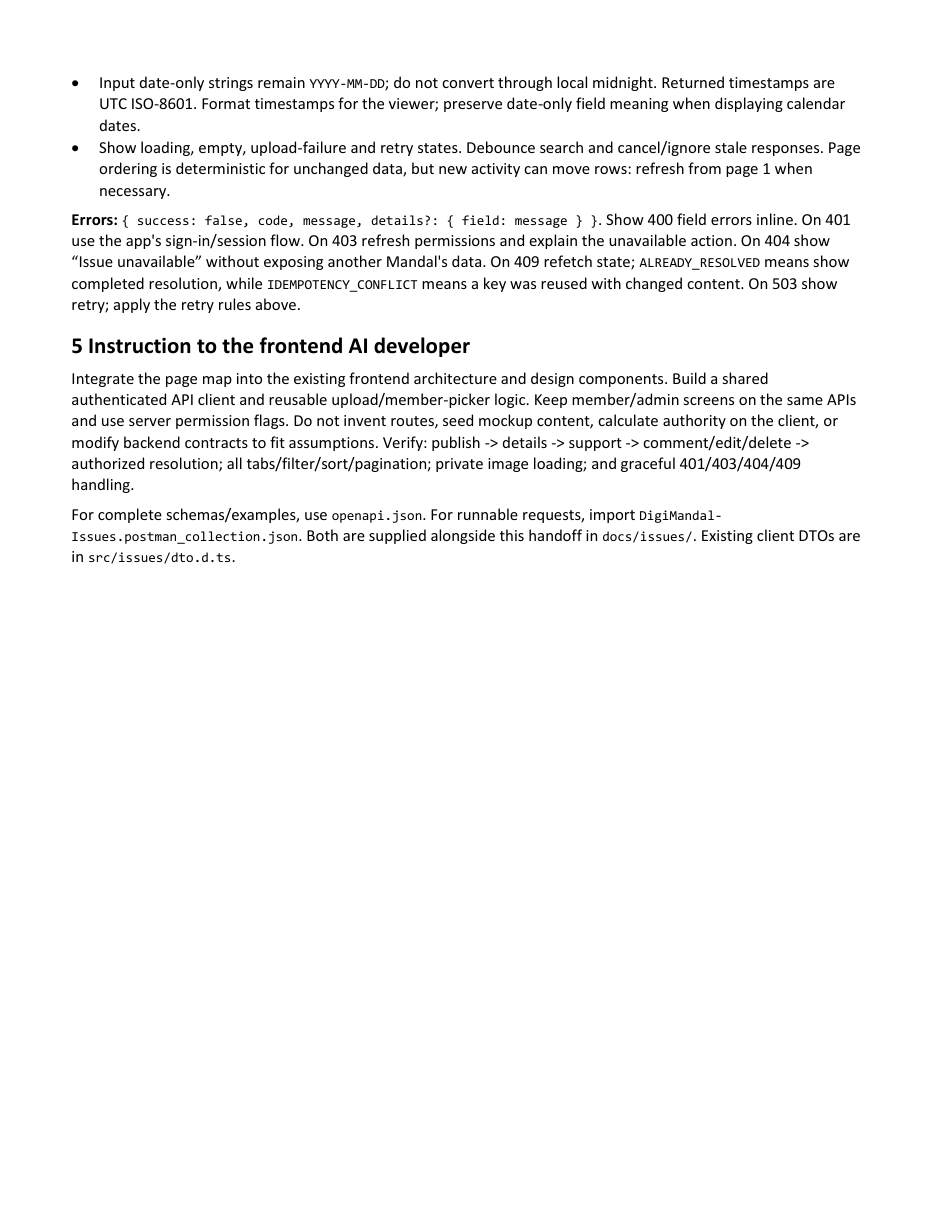 • Input date-only strings remain YYYY-MM-DD; do not convert through local midnight. Returned timestamps are
UTC ISO-8601. Format timestamps for the viewer; preserve date-only field meaning when displaying calendar
dates.
• Show loading, empty, upload-failure and retry states. Debounce search and cancel/ignore stale responses. Page
ordering is deterministic for unchanged data, but new activity can move rows: refresh from page 1 when
necessary.
Errors: { success: false, code, message, details?: { field: message } }. Show 400 field errors inline. On 401
use the app's sign-in/session flow. On 403 refresh permissions and explain the unavailable action. On 404 show
“Issue unavailable” without exposing another Mandal's data. On 409 refetch state; ALREADY_RESOLVED means show
completed resolution, while IDEMPOTENCY_CONFLICT means a key was reused with changed content. On 503 show
retry; apply the retry rules above.
5 Instruction to the frontend AI developer
Integrate the page map into the existing frontend architecture and design components. Build a shared
authenticated API client and reusable upload/member-picker logic. Keep member/admin screens on the same APIs
and use server permission flags. Do not invent routes, seed mockup content, calculate authority on the client, or
modify backend contracts to fit assumptions. Verify: publish -> details -> support -> comment/edit/delete ->
authorized resolution; all tabs/filter/sort/pagination; private image loading; and graceful 401/403/404/409
handling.
For complete schemas/examples, use openapi.json. For runnable requests, import DigiMandal-
Issues.postman_collection.json. Both are supplied alongside this handoff in docs/issues/. Existing client DTOs are
in src/issues/dto.d.ts.